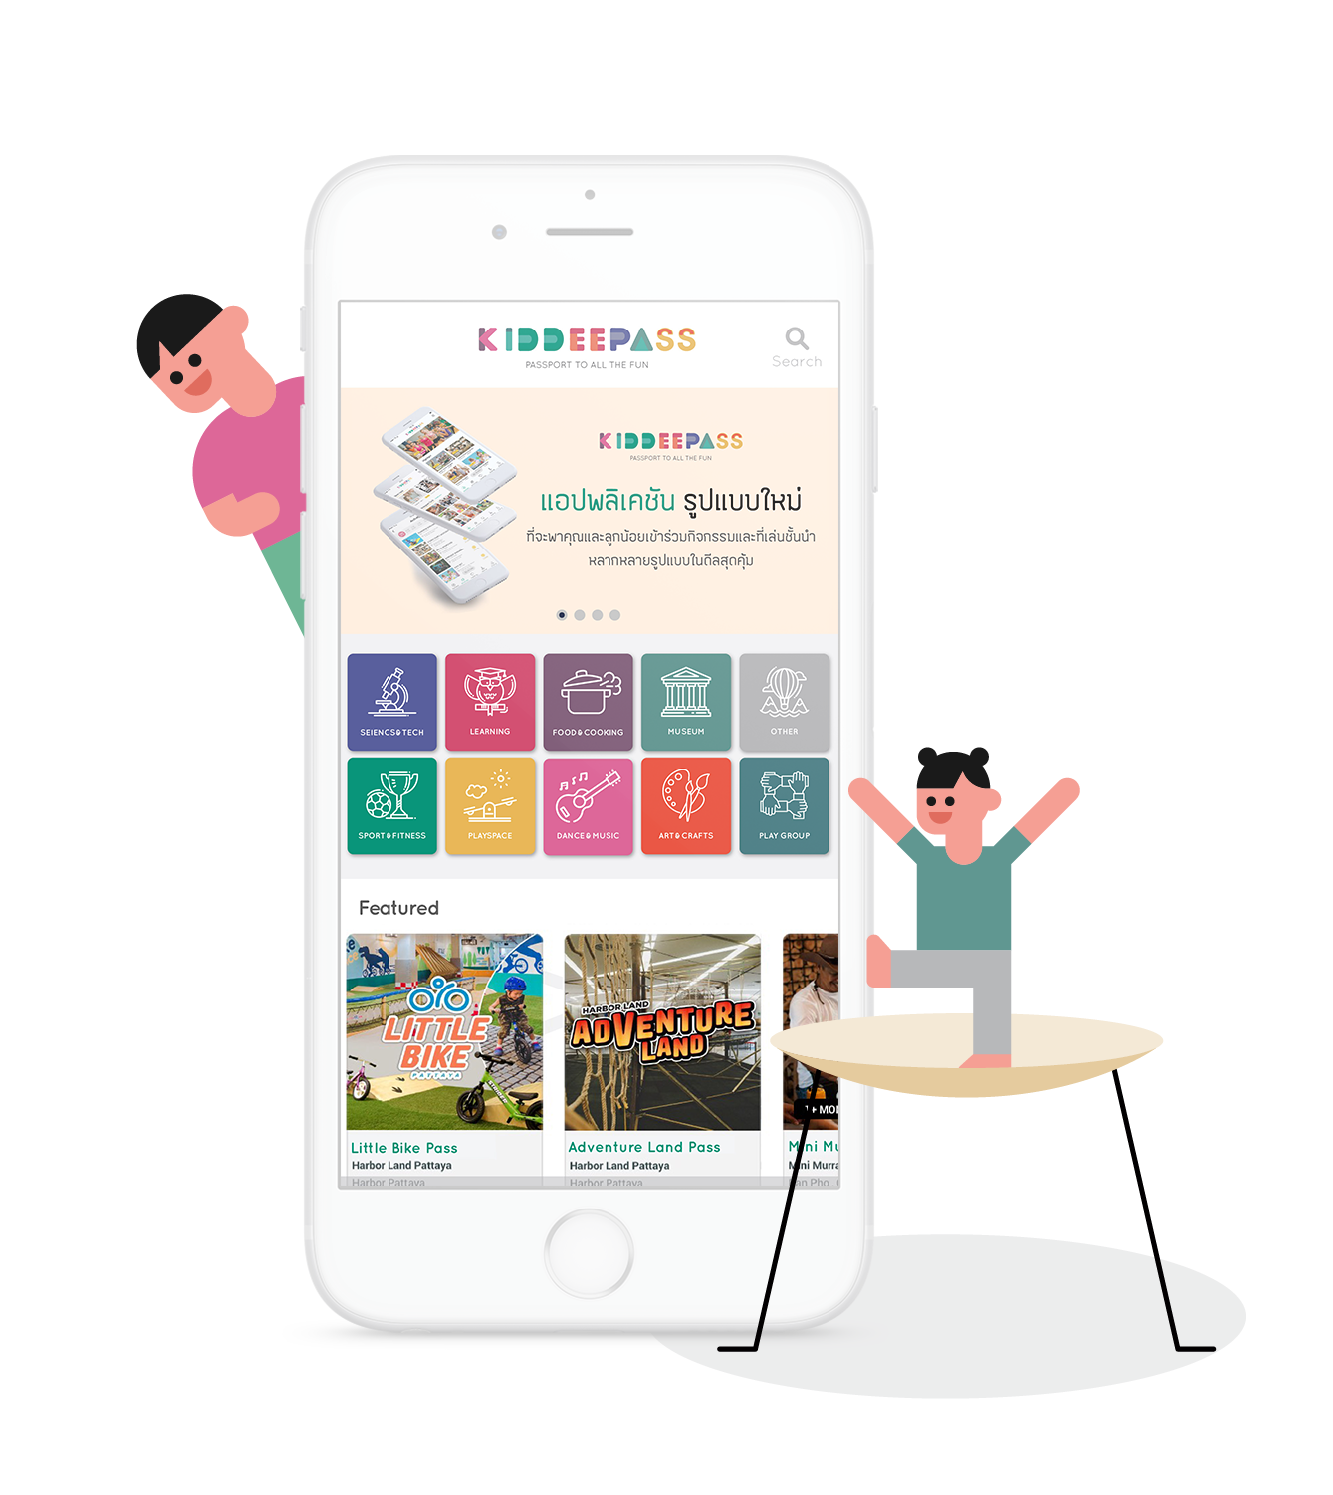 KIDDEEPASS
PASSPORT TO ALL THE FUN
Search
KIDDEEPASS
PASSPORT TO ALL THE FUN
แอปพลิเคชัน รูปแบบใหม่
ที่จะพาคุณและลูกน้อยเข้าร่วมกิจกรรมและที่เล่นชั้นนำ
หลากหลายรูปแบบในดีลสุดคุ้ม
SEIENCS&TECH
LEARNING
FOOD&COOKING
MUSEUM
OTHER
SPORT&FITNESS
PLAYSPACE
DANCE&MUSIC
ART&CRAFTS
PLAY GROUP
Featured
LITTLE
BIKE
PATTAYA
HARBOR LAND
ADVENTURE
LAND
Little Bike Pass
Adventure Land Pass
Mini Mu
Harbor Land Pattaya
Harbor Land Pattaya
Mini Murra
Harbor Pattaya
Harbor Pattaya